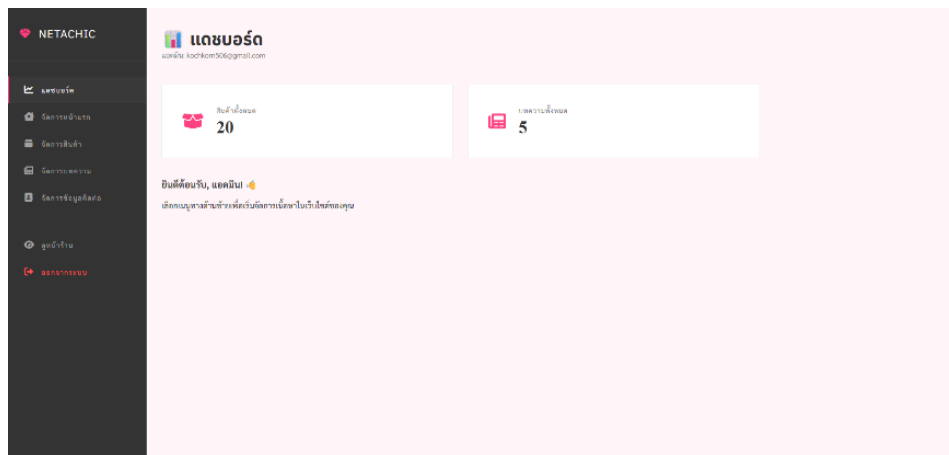 NETACHIC
แดชบอร์ด
จัดการหน้าแรก
จัดการสินค้า
จัดการบทความ
จัดการข้อมูลติดต่อ
ดูหน้าร้าน
ออกจากระบบ
แดชบอร์ด
แอดมิน: kochkorn506@gmail.com
สินค้าทั้งหมด
20
บทความทั้งหมด
5
ยินดีต้อนรับ, แอดมิน!
เลือกเมนูทางด้านซ้ายเพื่อเริ่มจัดการเนื้อหาในเว็บไซต์ของคุณ